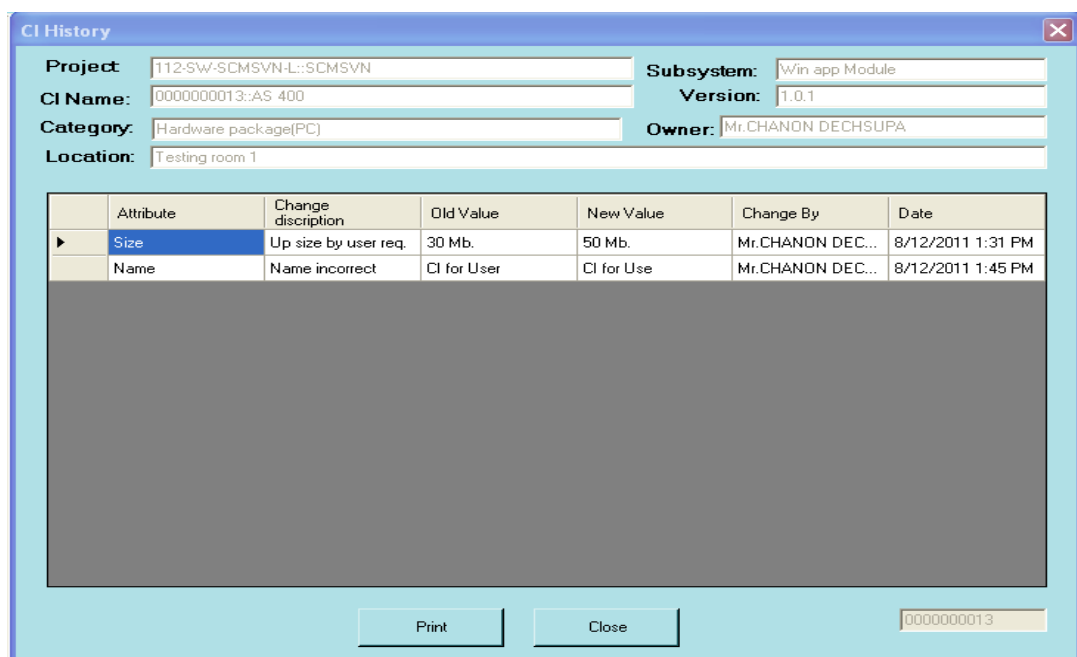 CI History
Project 112-SW-SCMSVN-L::SCMSVN Subsystem: Win app Module
CI Name: 0000000013::AS 400 Version: 1.0.1
Category: Hardware package(PC) Owner: Mr.CHANON DECHSUPA
Location: Testing room 1
Attribute Change discription Old Value New Value Change By Date
Size Up size by user req. 30 Mb. 50 Mb. Mr.CHANON DEC... 8/12/2011 1:31 PM
Name Name incorrect CI for User CI for Use Mr.CHANON DEC... 8/12/2011 1:45 PM
Print Close 0000000013